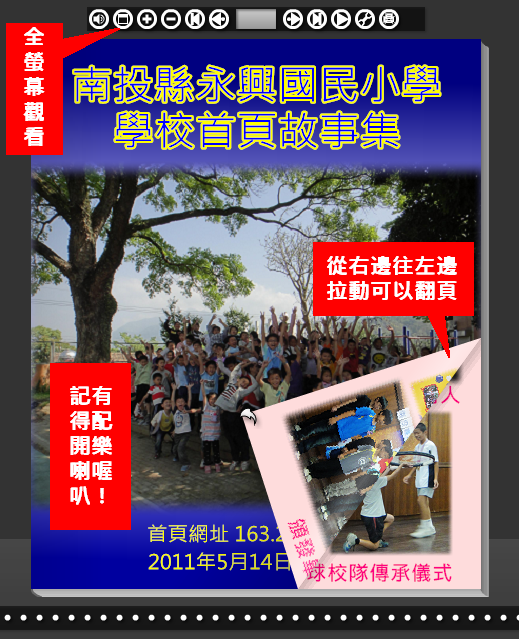 全
螢
幕
觀
看
南投縣永興國民小學
學校首頁故事集
從右邊往左邊
拉動可以翻頁
記有
得配
開樂
喇喔
叭！
人
頒發
首頁網址 163.2
2011年5月14日
球校隊傳承儀式